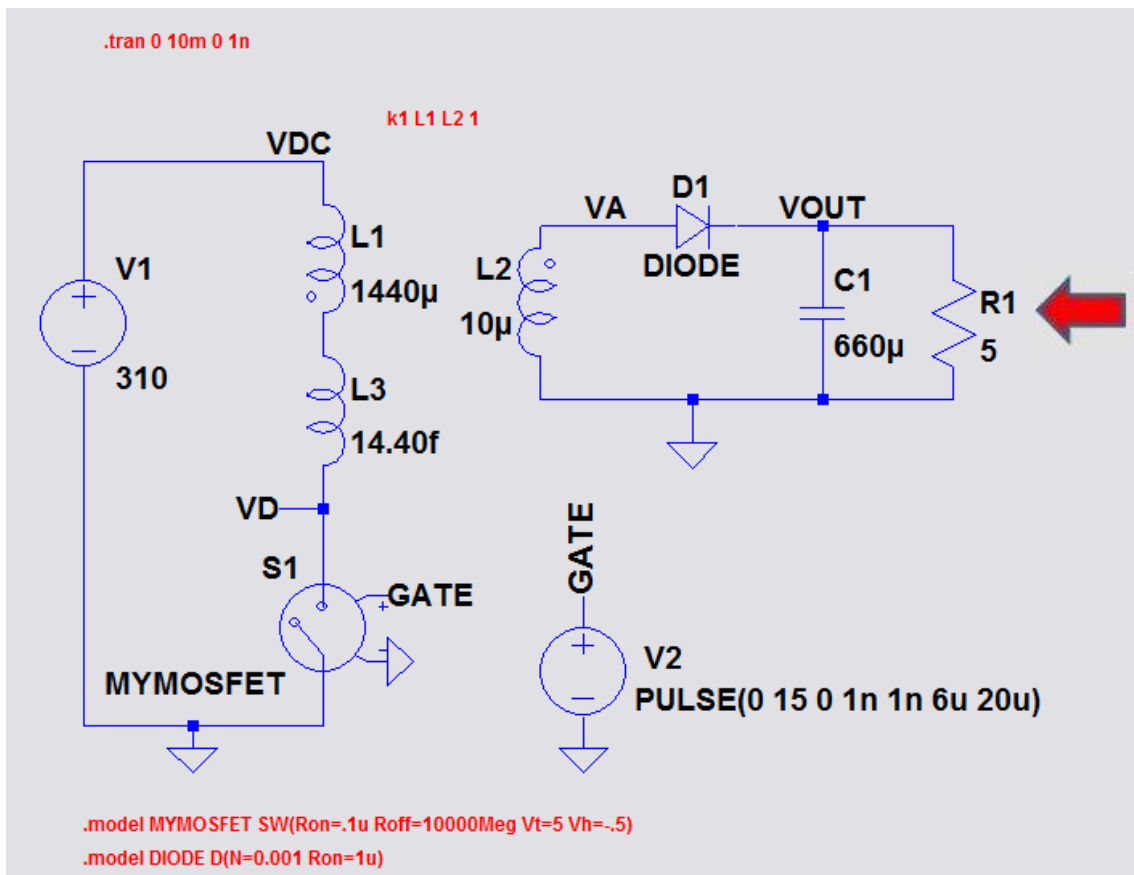 .tran 0 10m 0 1n
k1 L1 L2 1
VDC
D1
VA
VOUT
DIODE
L1
1440µ
L2
10µ
C1
660µ
R1
5
V1
310
L3
14.40f
VD
S1
GATE
MYMOSFET
GATE
V2
PULSE(0 15 0 1n 1n 6u 20u)
.model MYMOSFET SW(Ron=.1u Roff=10000Meg Vt=5 Vh=-.5)
.model DIODE D(N=0.001 Ron=1u)